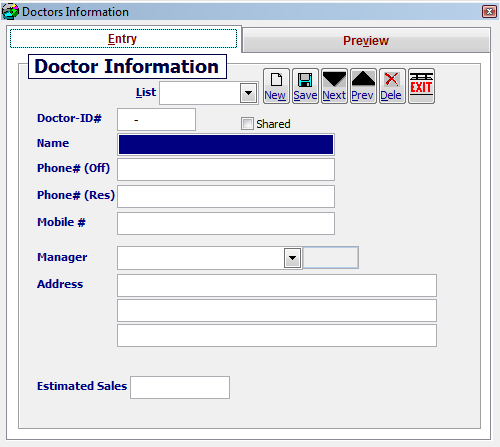 Doctors Information
Entry Preview
Doctor Information
List
New Save Next Prev Dele EXIT
Doctor-ID# - Shared
Name
Phone# (Off)
Phone# (Res)
Mobile #
Manager
Address
Estimated Sales